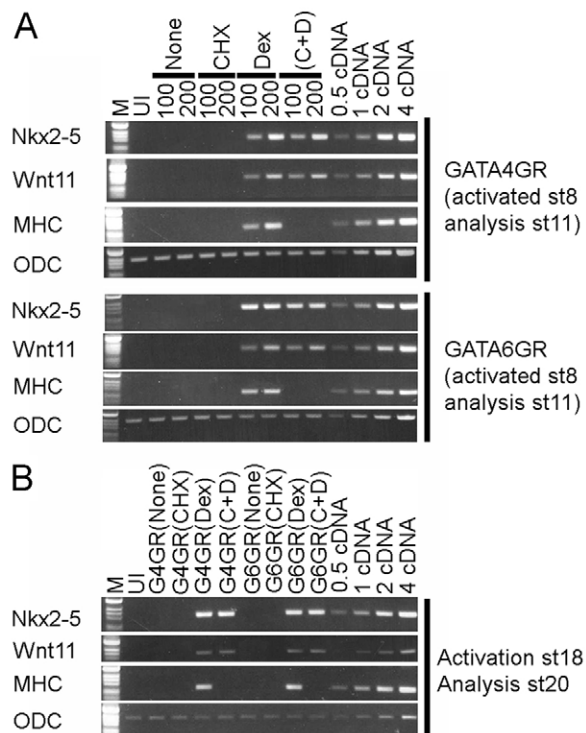 A
None
CHX
Dex
(C+D)
M
UI
100
200
100
200
100
200
100
200
0.5 cDNA
1 cDNA
2 cDNA
4 cDNA
Nkx2-5
Wnt11
MHC
ODC
GATA4GR
(activated st8
analysis st11)
Nkx2-5
Wnt11
MHC
ODC
GATA6GR
(activated st8
analysis st11)
B
M
UI
G4GR(None)
G4GR(CHX)
G4GR(Dex)
G4GR(C+D)
G6GR(None)
G6GR(CHX)
G6GR(Dex)
G6GR(C+D)
0.5 cDNA
1 cDNA
2 cDNA
4 cDNA
Nkx2-5
Wnt11
MHC
ODC
Activation st18
Analysis st20